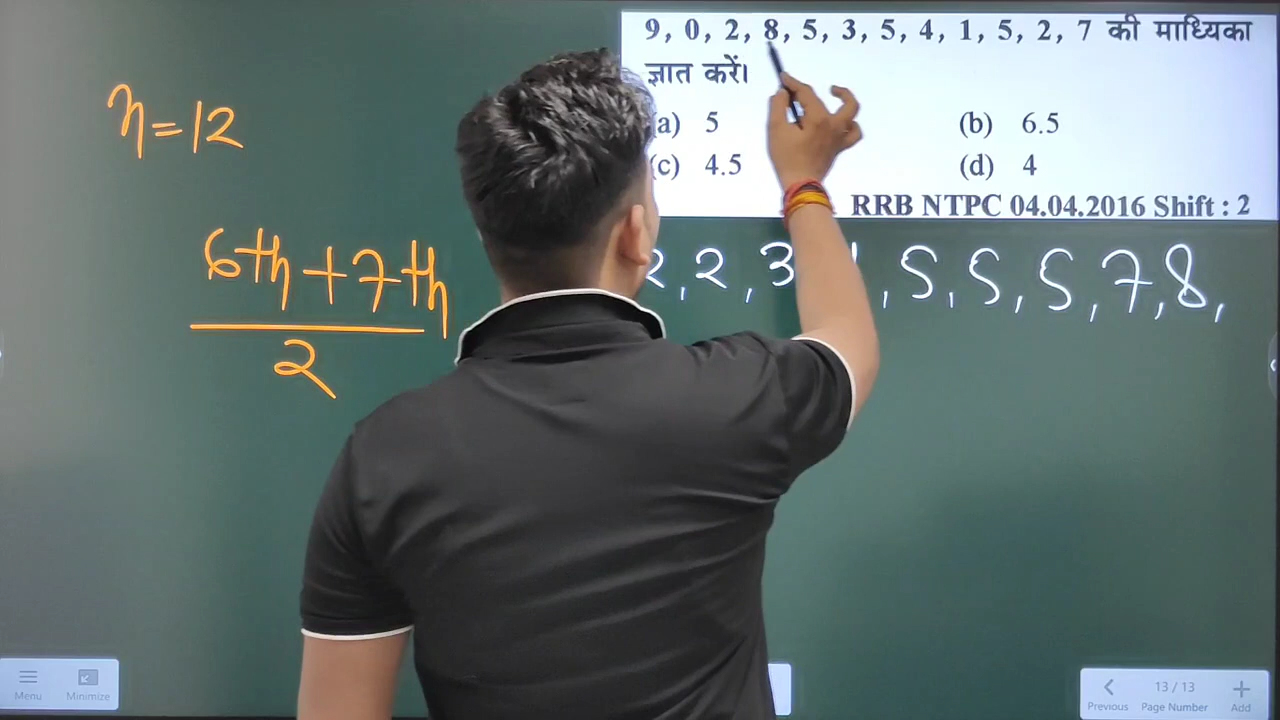 9, 0, 2, 8, 5, 3, 5, 4, 1, 5, 2, 7 की माध्यिका
ज्ञात करें।
(a) 5 (b) 6.5
(c) 4.5 (d) 4
RRB NTPC 04.04.2016 Shift : 2
n=12
6th+7th
2
2, 2, 3 , 5, 5, 5, 7, 8,
Menu Minimize
13 / 13
Previous Page Number Add